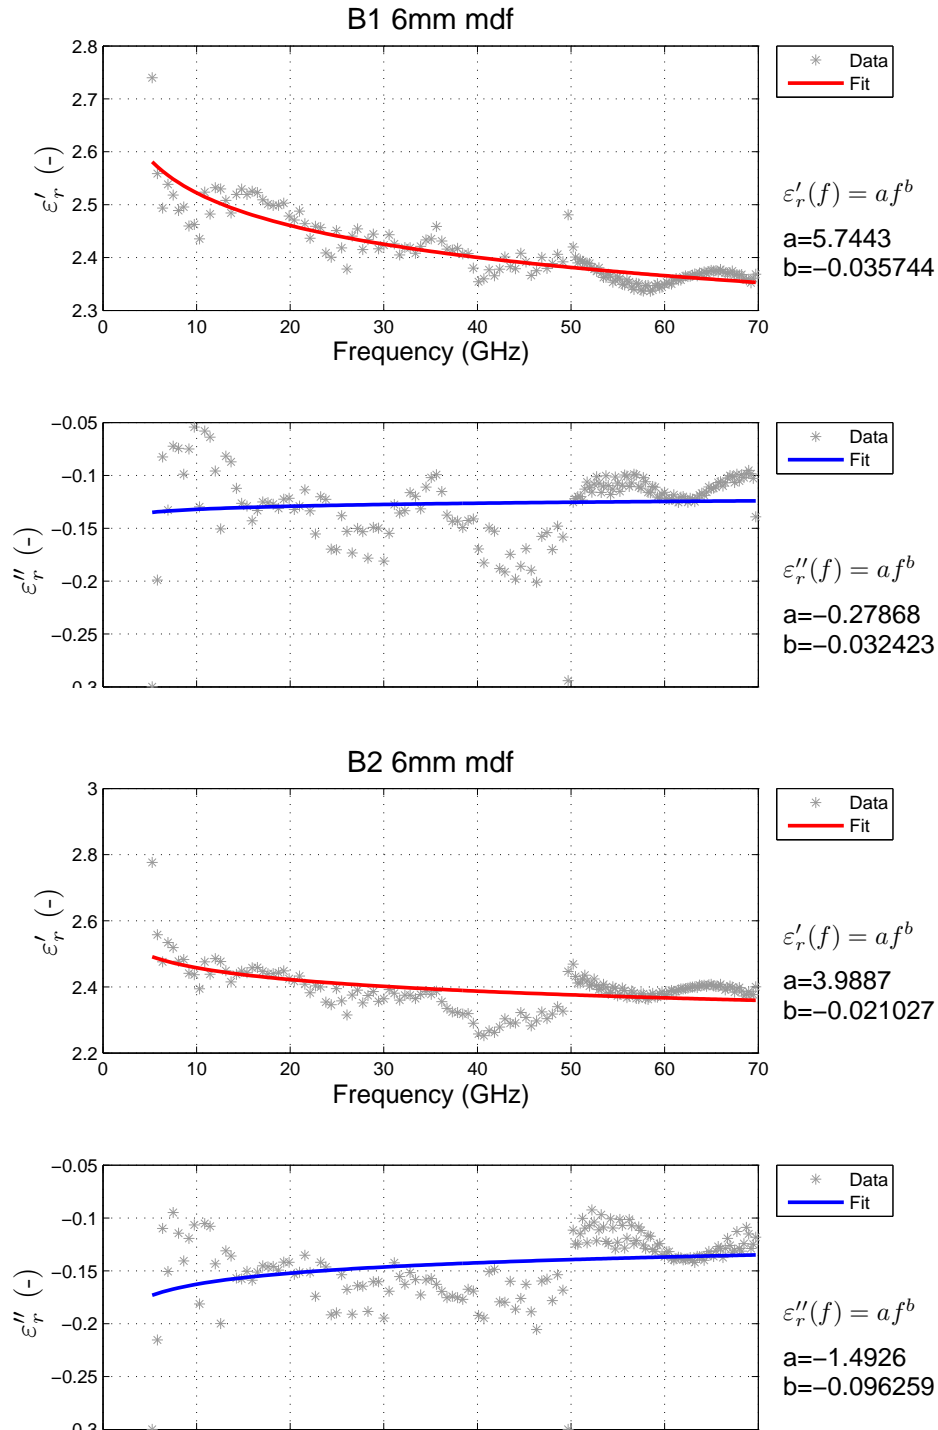 B1 6mm mdf
2.8
2.7
2.6
2.5
2.4
2.3
ε′r (-)
0 10 20 30 40 50 60 70
Frequency (GHz)
Data
Fit
ε′r(f) = af^b
a=5.7443
b=−0.035744
−0.05
−0.1
−0.15
−0.2
−0.25
ε′′r (-)
Data
Fit
ε′′r(f) = af^b
a=−0.27868
b=−0.032423
B2 6mm mdf
3
2.8
2.6
2.4
2.2
ε′r (-)
0 10 20 30 40 50 60 70
Frequency (GHz)
Data
Fit
ε′r(f) = af^b
a=3.9887
b=−0.021027
−0.05
−0.1
−0.15
−0.2
−0.25
ε′′r (-)
Data
Fit
ε′′r(f) = af^b
a=−1.4926
b=−0.096259